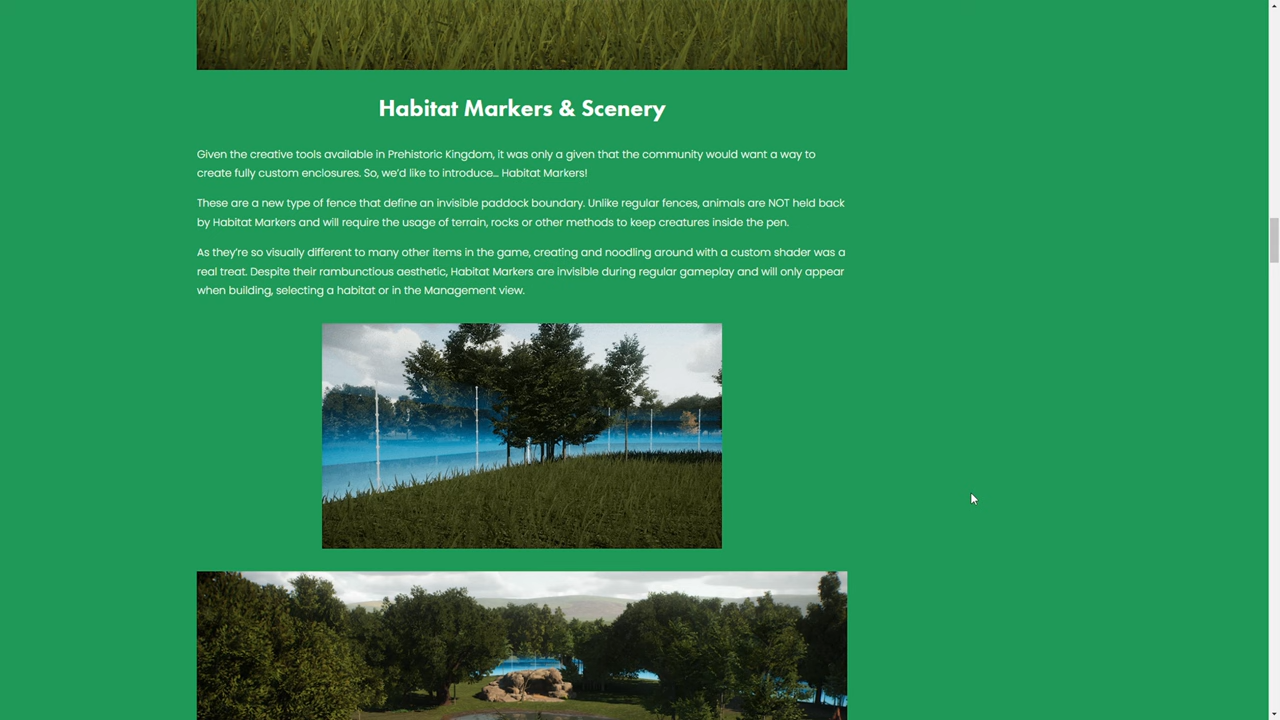 Habitat Markers & Scenery
Given the creative tools available in Prehistoric Kingdom, it was only a given that the community would want a way to
create fully custom enclosures. So, we'd like to introduce... Habitat Markers!
These are a new type of fence that define an invisible paddock boundary. Unlike regular fences, animals are NOT held back
by Habitat Markers and will require the usage of terrain, rocks or other methods to keep creatures inside the pen.
As they're so visually different to many other items in the game, creating and noodling around with a custom shader was a
real treat. Despite their rambunctious aesthetic, Habitat Markers are invisible during regular gameplay and will only appear
when building, selecting a habitat or in the Management view.